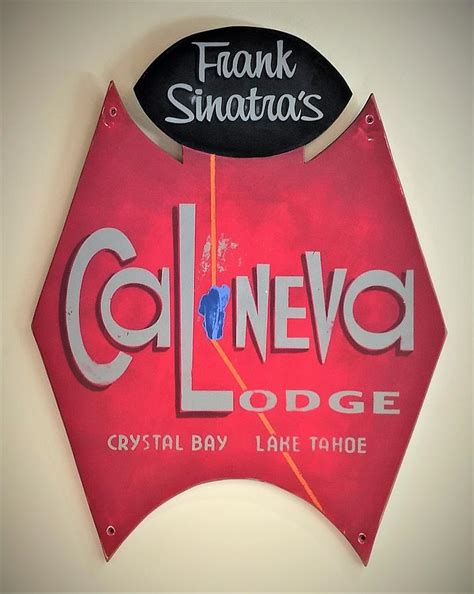 Frank
Sinatra's
CaLNEVa
LODGE
CRYSTAL BAY LAKE TAHOE